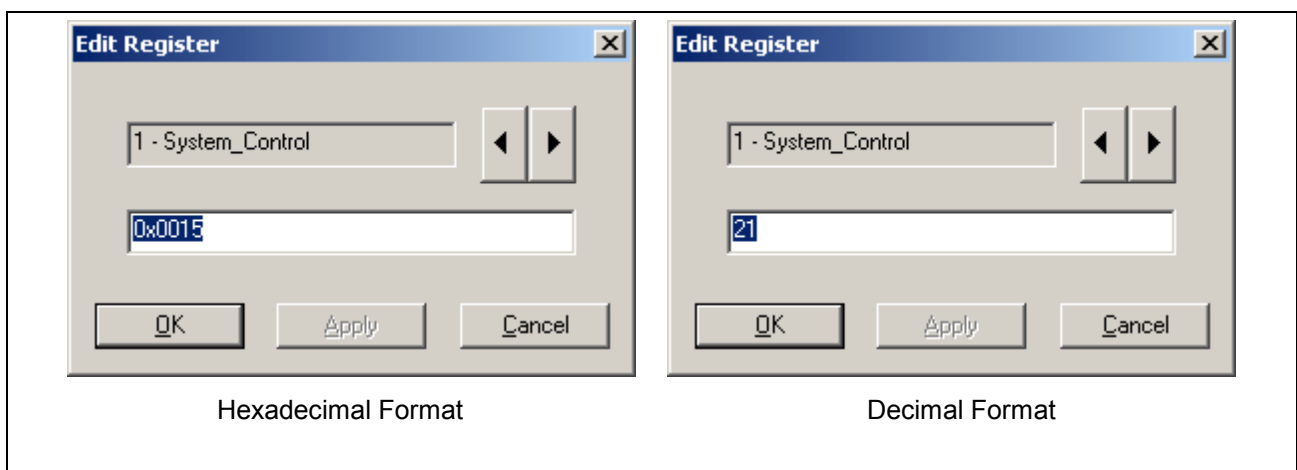 Edit Register
1 - System_Control
0x0015
OK Apply Cancel
Hexadecimal Format
Edit Register
1 - System_Control
21
OK Apply Cancel
Decimal Format